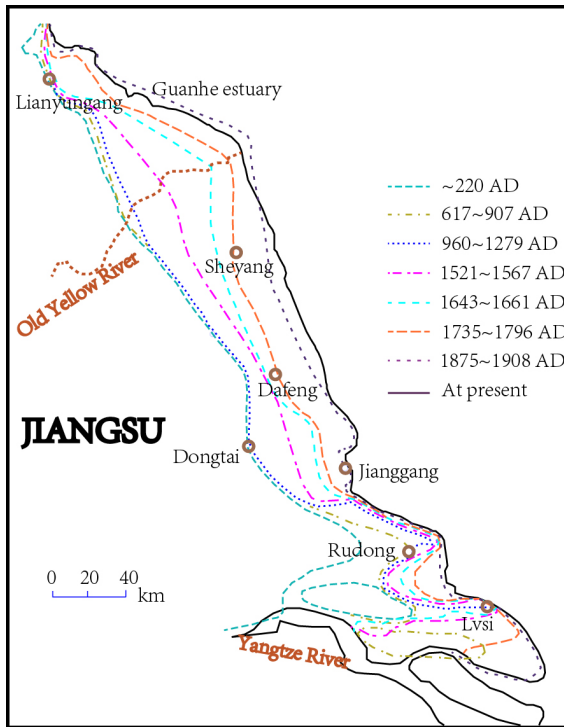 Lianyungang
Guanhe estuary
~220 AD
617~907 AD
960~1279 AD
1521~1567 AD
1643~1661 AD
1735~1796 AD
1875~1908 AD
At present
Sheyang
Old Yellow River
Dafeng
JIANGSU
Dongtai
Jianggang
Rudong
0 20 40
km
Lvsi
Yangtze River